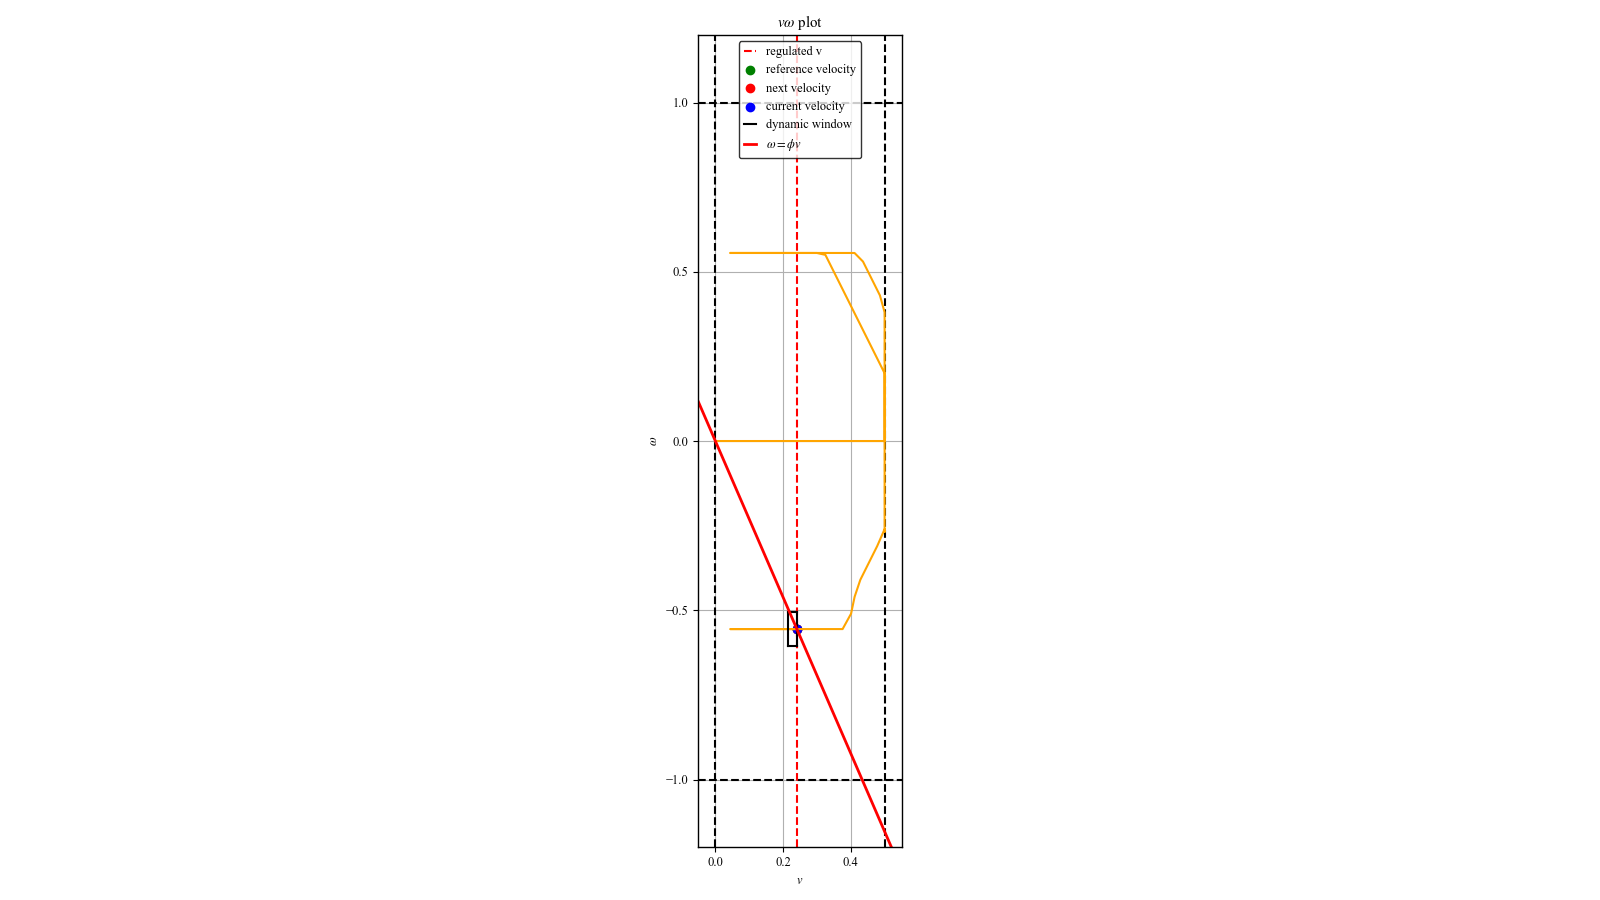 vω plot
regulated v
reference velocity
next velocity
current velocity
dynamic window
ω = ϕv
1.0
0.5
0.0
−0.5
−1.0
ω
0.0 0.2 0.4
v